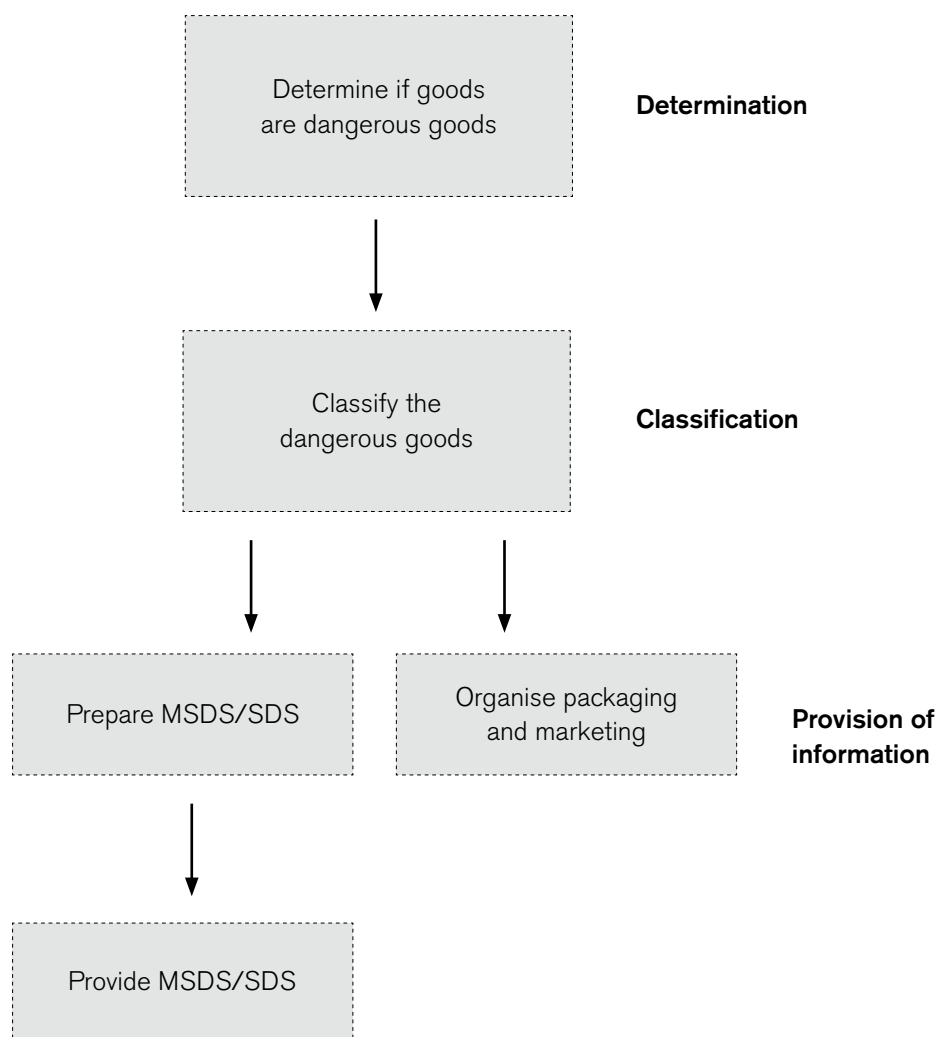 Determine if goods
are dangerous goods
Determination
Classify the
dangerous goods
Classification
Prepare MSDS/SDS
Organise packaging
and marketing
Provision of
information
Provide MSDS/SDS